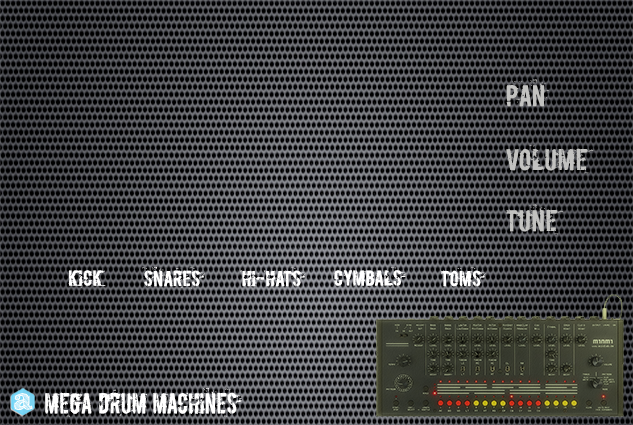 PAN
VOLUME
TUNE
KICK SNARES HI-HATS CYMBALS TOMS
MEGA DRUM MACHINES